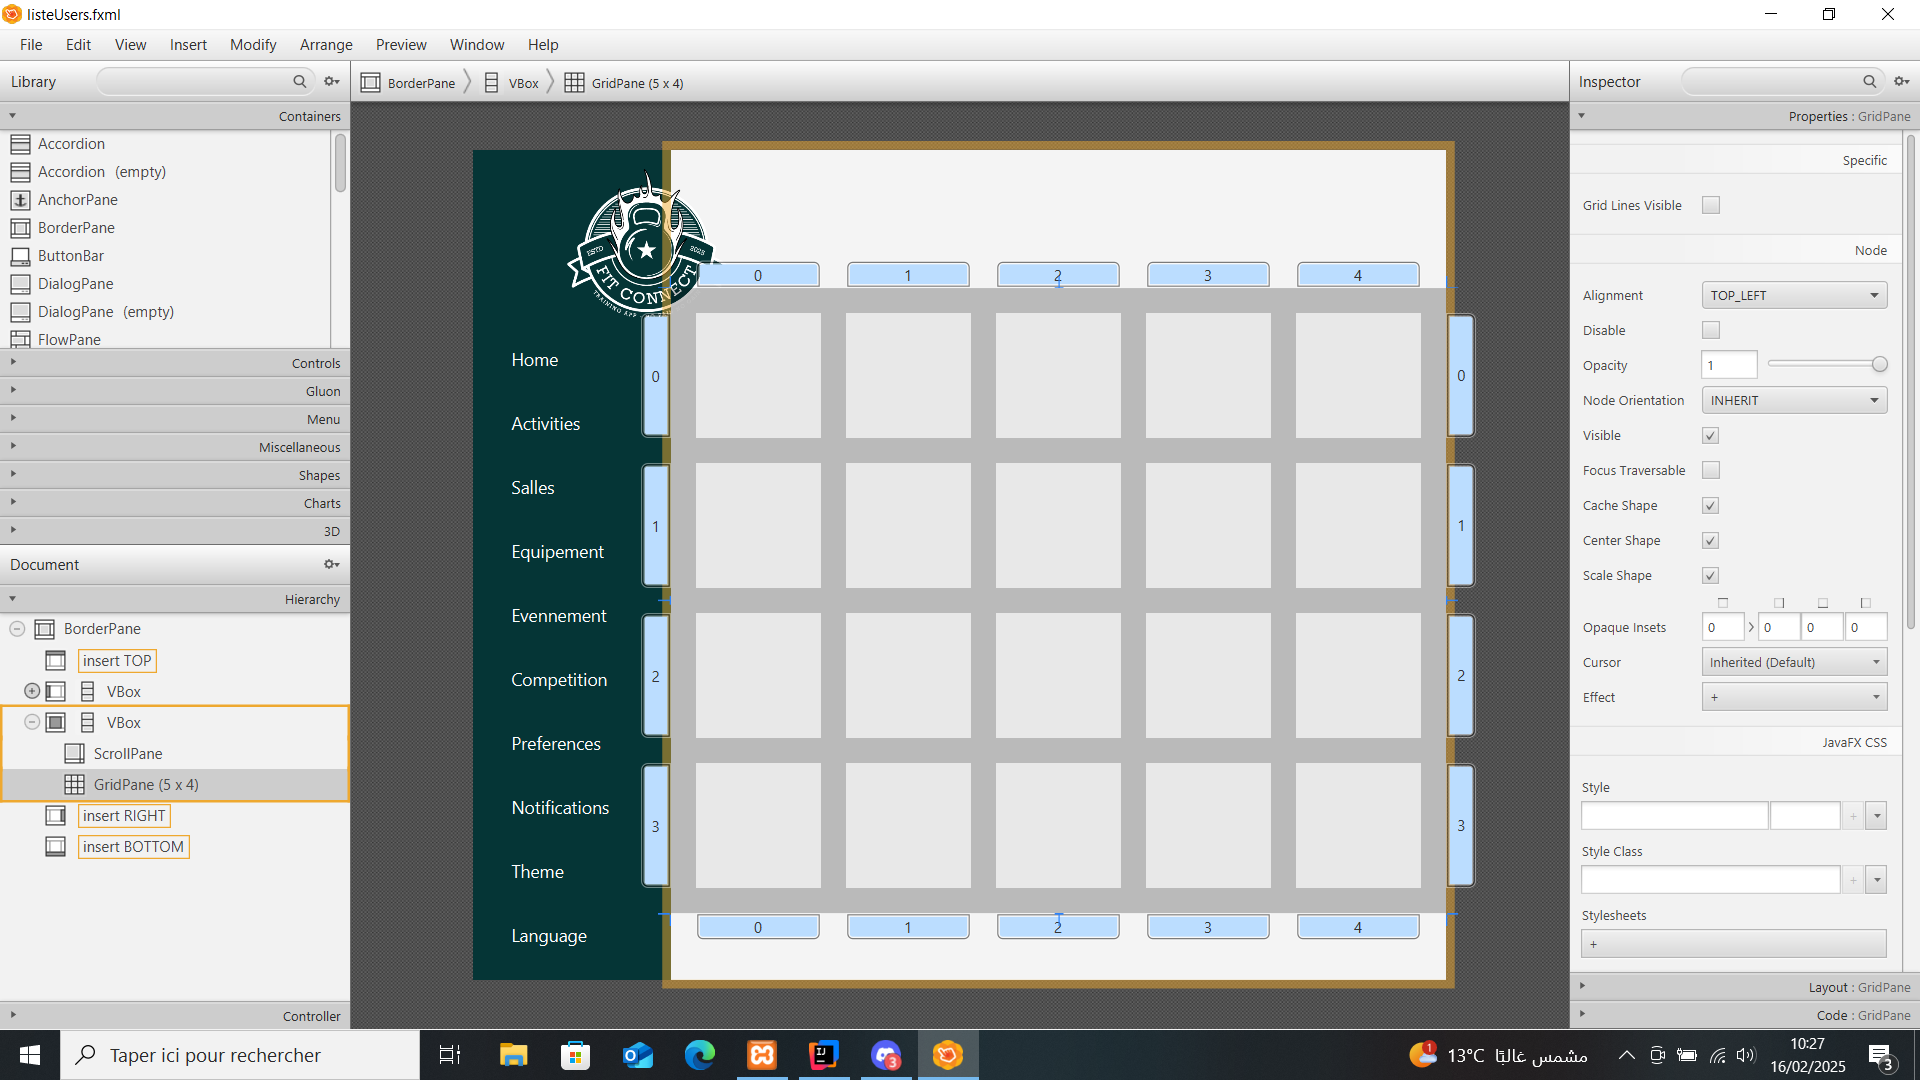 listeUsers.fxml
File Edit View Insert Modify Arrange Preview Window Help
Library
BorderPane VBox GridPane (5 x 4)
Inspector
Containers
Properties : GridPane
Accordion
Accordion (empty)
AnchorPane
BorderPane
ButtonBar
DialogPane
DialogPane (empty)
FlowPane
Controls
Gluon
Menu
Miscellaneous
Shapes
Charts
3D
Document
Hierarchy
BorderPane
insert TOP
VBox
VBox
ScrollPane
GridPane (5 x 4)
insert RIGHT
insert BOTTOM
Controller
ESTD 2023
FIT CONNECT
TRAINING APP
Home
Activities
Salles
Equipement
Evennement
Competition
Preferences
Notifications
Theme
Language
0 1 2 3 4
0 0
1 1
2 2
3 3
0 1 2 3 4
Specific
Grid Lines Visible
Node
Alignment TOP_LEFT
Disable
Opacity 1
Node Orientation INHERIT
Visible
Focus Traversable
Cache Shape
Center Shape
Scale Shape
Opaque Insets 0 0 0 0
Cursor Inherited (Default)
Effect +
JavaFX CSS
Style
+
Style Class
+
Stylesheets
+
Layout : GridPane
Code : GridPane
Taper ici pour rechercher
3
1
13°C مشمس غالبًا
10:27
16/02/2025
3